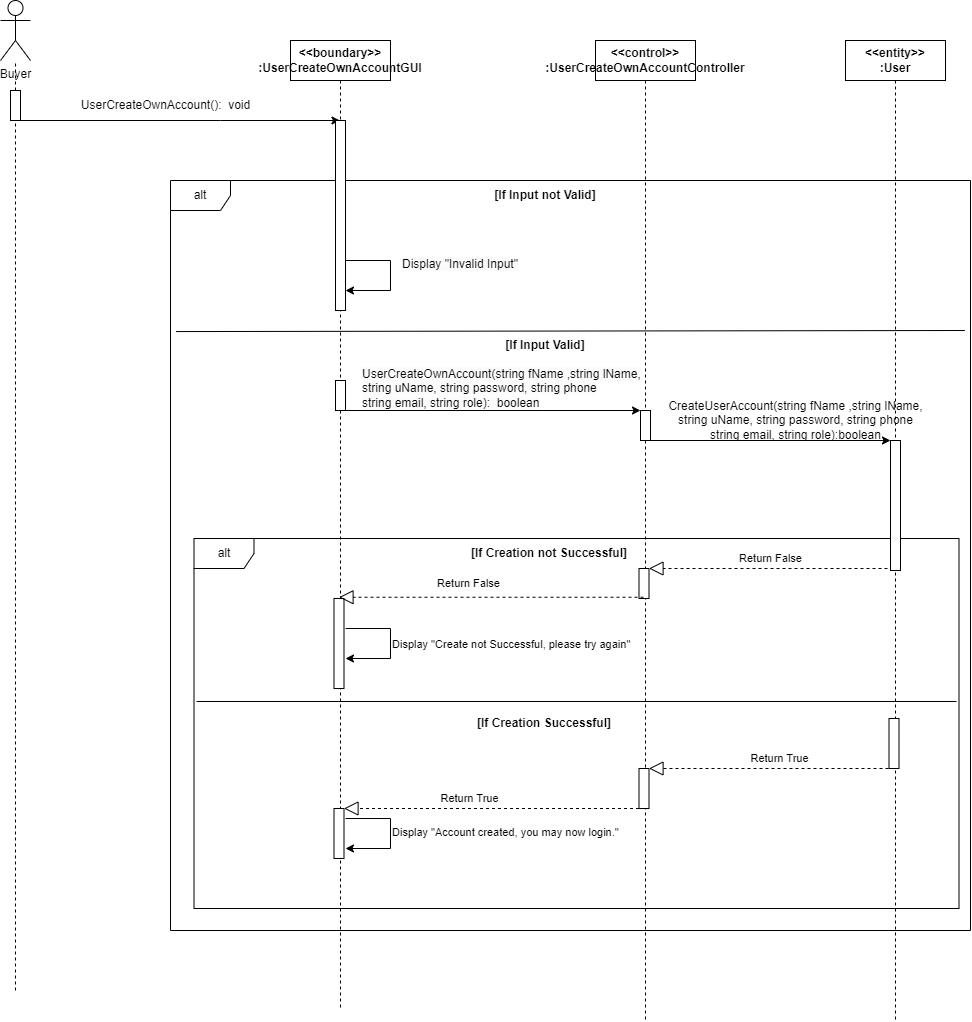 Buyer
<<boundary>>
:UserCreateOwnAccountGUI
<<control>>
:UserCreateOwnAccountController
<<entity>>
:User
UserCreateOwnAccount():  void
alt
[If Input not Valid]
Display "Invalid Input"
[If Input Valid]
UserCreateOwnAccount(string fName ,string lName,
string uName, string password, string phone
string email, string role):  boolean
CreateUserAccount(string fName ,string lName,
string uName, string password, string phone
string email, string role):boolean
alt
[If Creation not Successful]
Return False
Return False
Display "Create not Successful, please try again"
[If Creation Successful]
Return True
Return True
Display "Account created, you may now login."